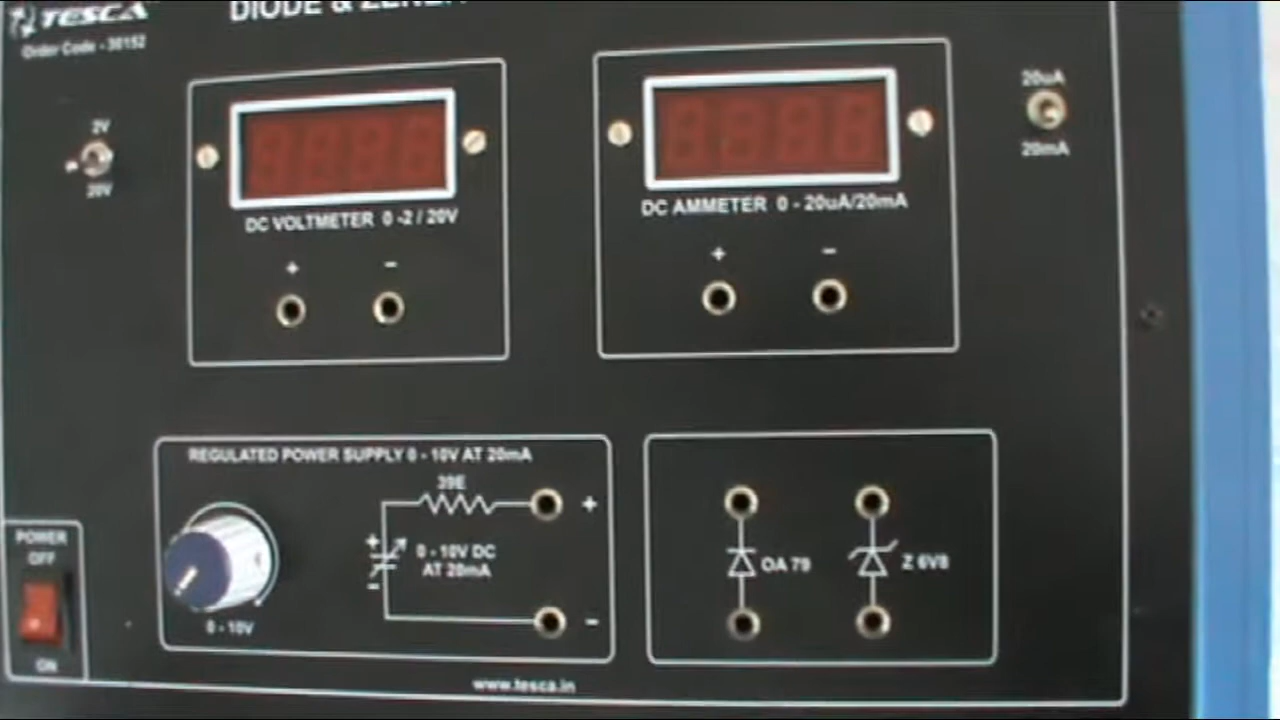 TESCA
DIODE & ZENER
Order Code - 30152
2V
20V
DC VOLTMETER 0 -2 / 20V
+
-
DC AMMETER 0 - 20uA/20mA
+
-
20uA
20mA
REGULATED POWER SUPPLY 0 - 10V AT 20mA
39E
+
+
0 - 10V DC
AT 20mA
-
-
0 - 10V
OA 79
Z 6V8
POWER
OFF
ON
www.tesca.in